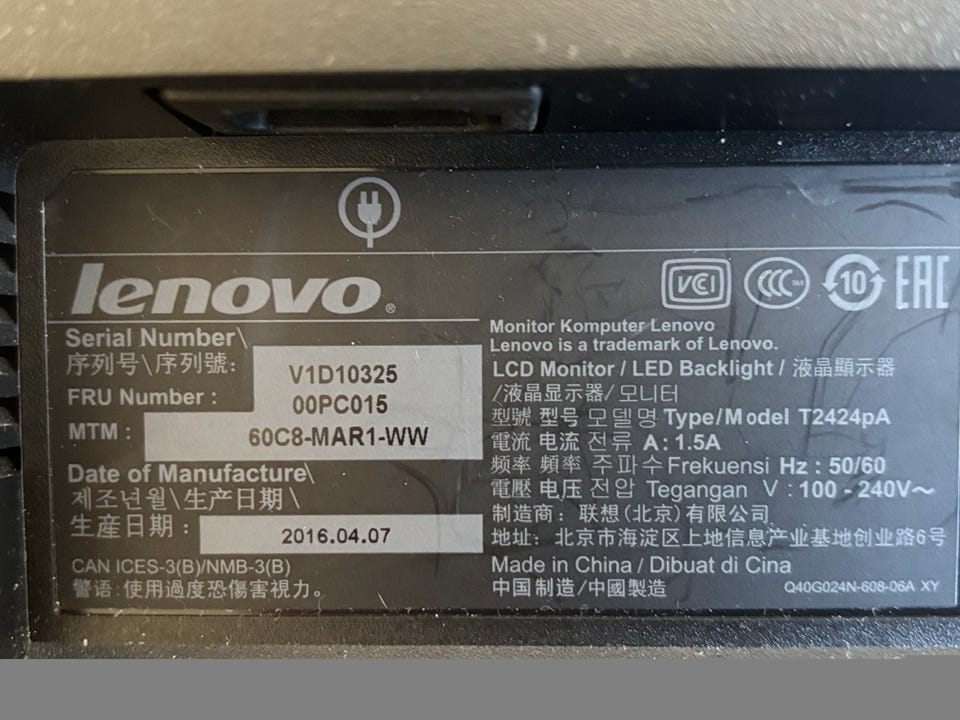 lenovo®
VCCI
CCC
10
EAC
Serial Number\
序列号\序列號:
V1D10325
FRU Number :
00PC015
MTM :
60C8-MAR1-WW
Date of Manufacture\
제조년월\生产日期\
生産日期 :
2016.04.07
CAN ICES-3(B)/NMB-3(B)
警语:使用過度恐傷害視力。
Monitor Komputer Lenovo
Lenovo is a trademark of Lenovo.
LCD Monitor / LED Backlight / 液晶顯示器
/液晶显示器/모니터
型號 型号 모델명 Type/Model T2424pA
電流 电流 전류 A: 1.5A
频率 頻率 주파수 Frekuensi Hz : 50/60
電壓 电压 전압 Tegangan V : 100 - 240V～
制造商: 联想(北京)有限公司
地址: 北京市海淀区上地信息产业基地创业路6号
Made in China / Dibuat di Cina
中国制造/中國製造
Q40G024N-608-06A XY